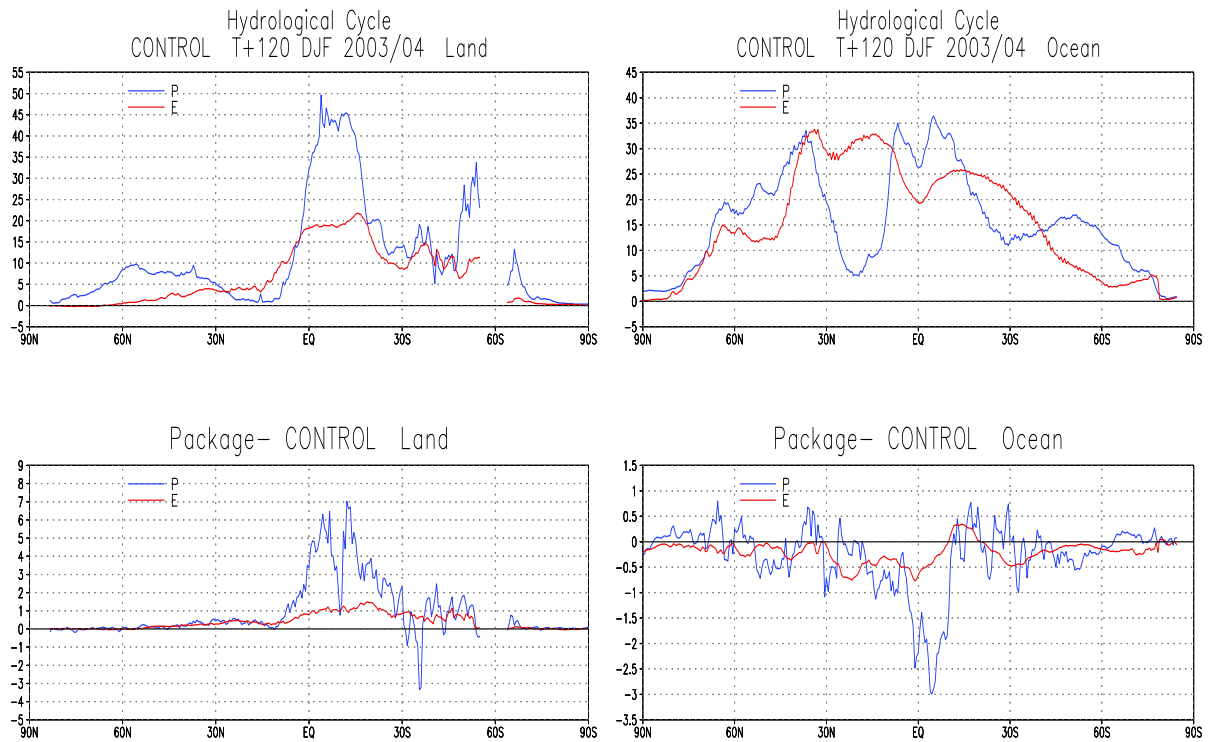 Hydrological Cycle
CONTROL T+120 DJF 2003/04 Land
55
50
45
40
35
30
25
20
15
10
5
0
-5
P
E
90N 60N 30N EQ 30S 60S 90S
Hydrological Cycle
CONTROL T+120 DJF 2003/04 Ocean
45
40
35
30
25
20
15
10
5
0
-5
P
E
90N 60N 30N EQ 30S 60S 90S
Package- CONTROL Land
9
8
7
6
5
4
3
2
1
0
-1
-2
-3
-4
-5
P
E
90N 60N 30N EQ 30S 60S 90S
Package- CONTROL Ocean
1.5
1
0.5
0
-0.5
-1
-1.5
-2
-2.5
-3
-3.5
P
E
90N 60N 30N EQ 30S 60S 90S